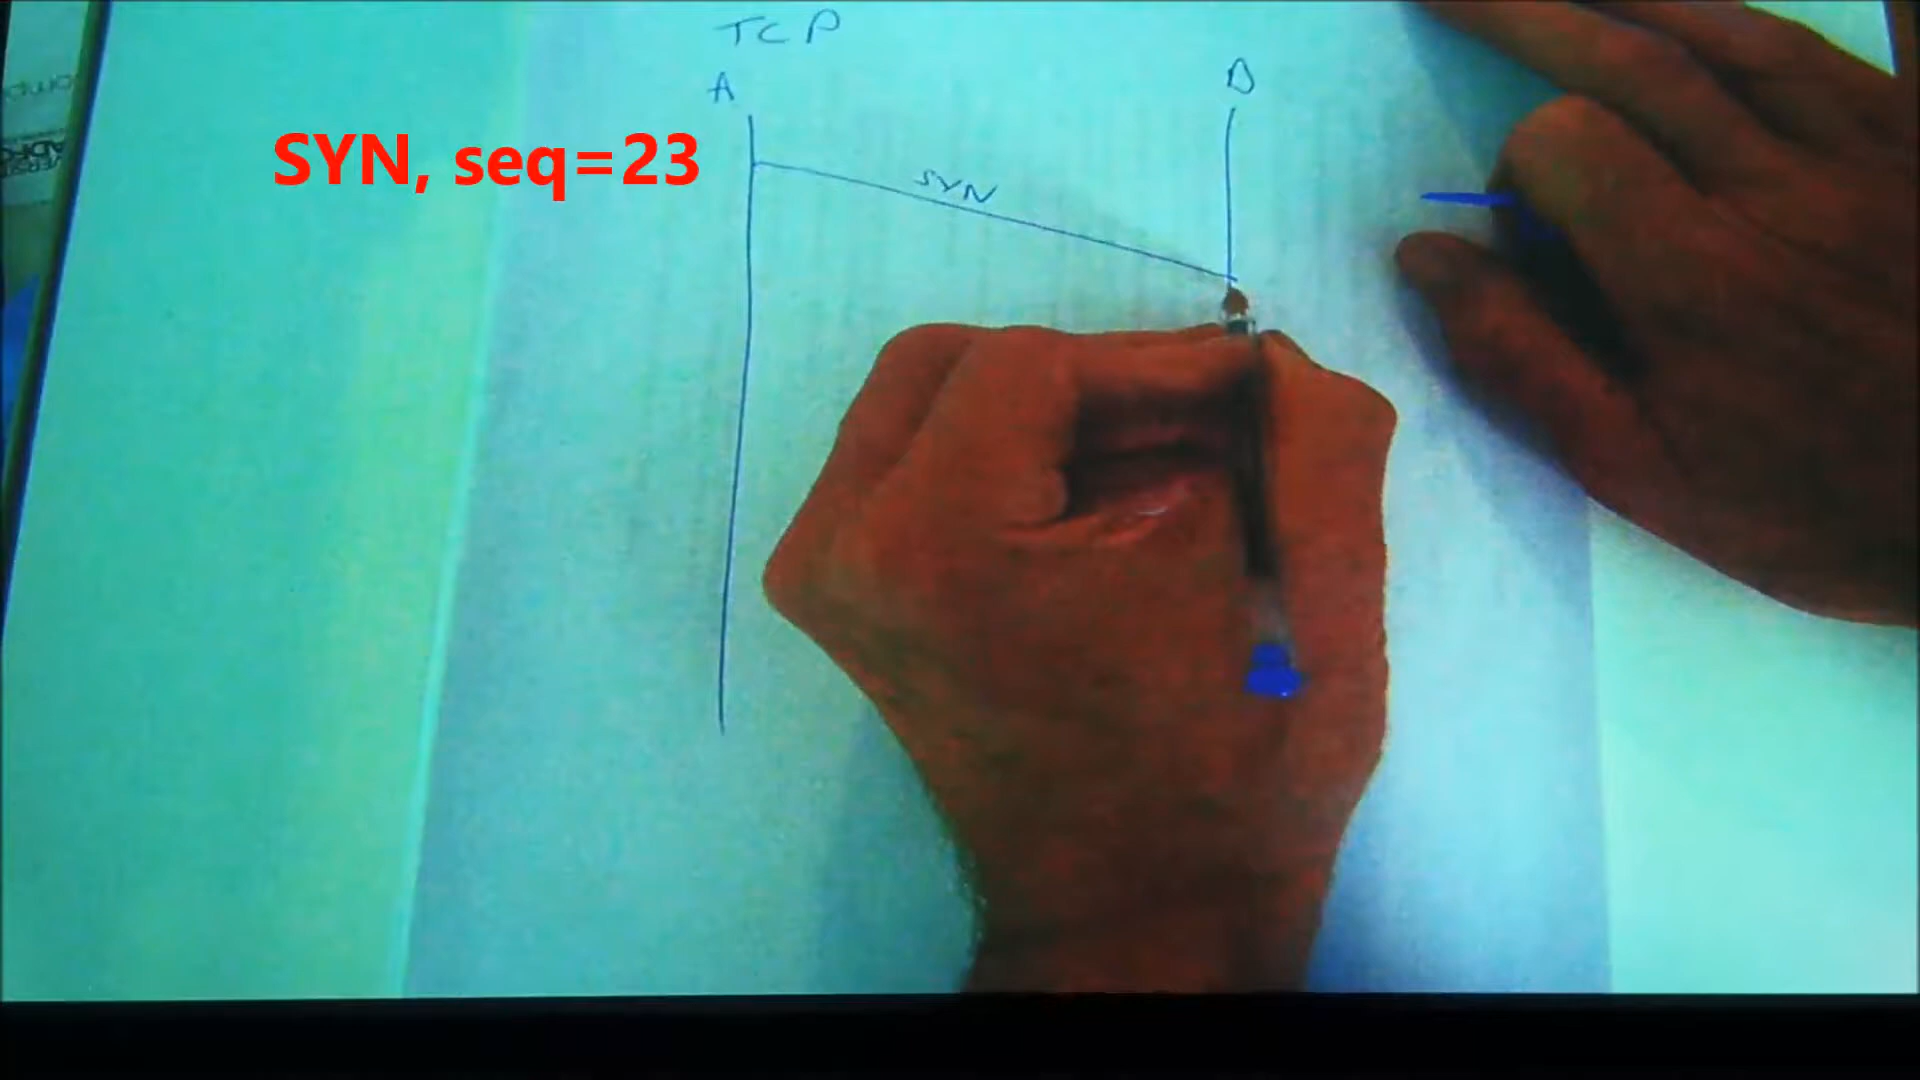 TCP
A D
SYN, seq=23
SYN